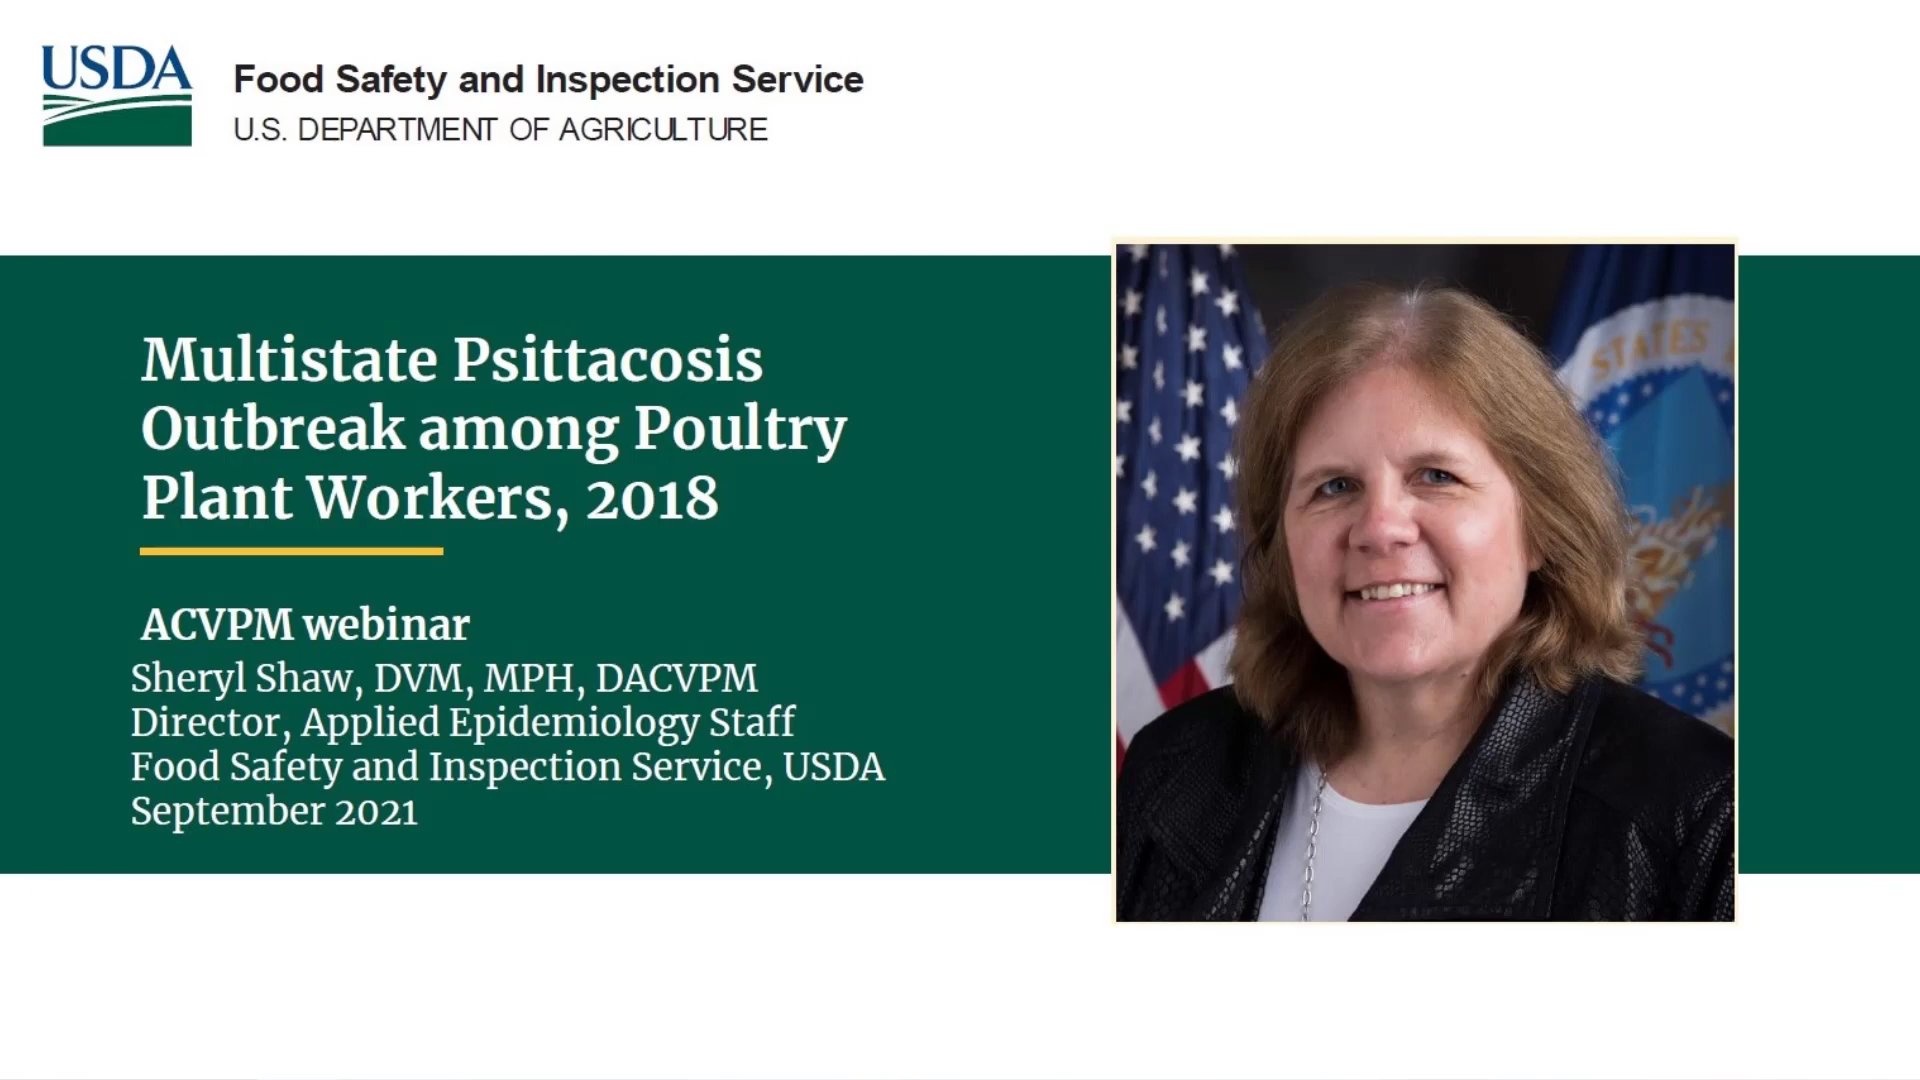 USDA
Food Safety and Inspection Service
U.S. DEPARTMENT OF AGRICULTURE
Multistate Psittacosis
Outbreak among Poultry
Plant Workers, 2018
ACVPM webinar
Sheryl Shaw, DVM, MPH, DACVPM
Director, Applied Epidemiology Staff
Food Safety and Inspection Service, USDA
September 2021
STATES